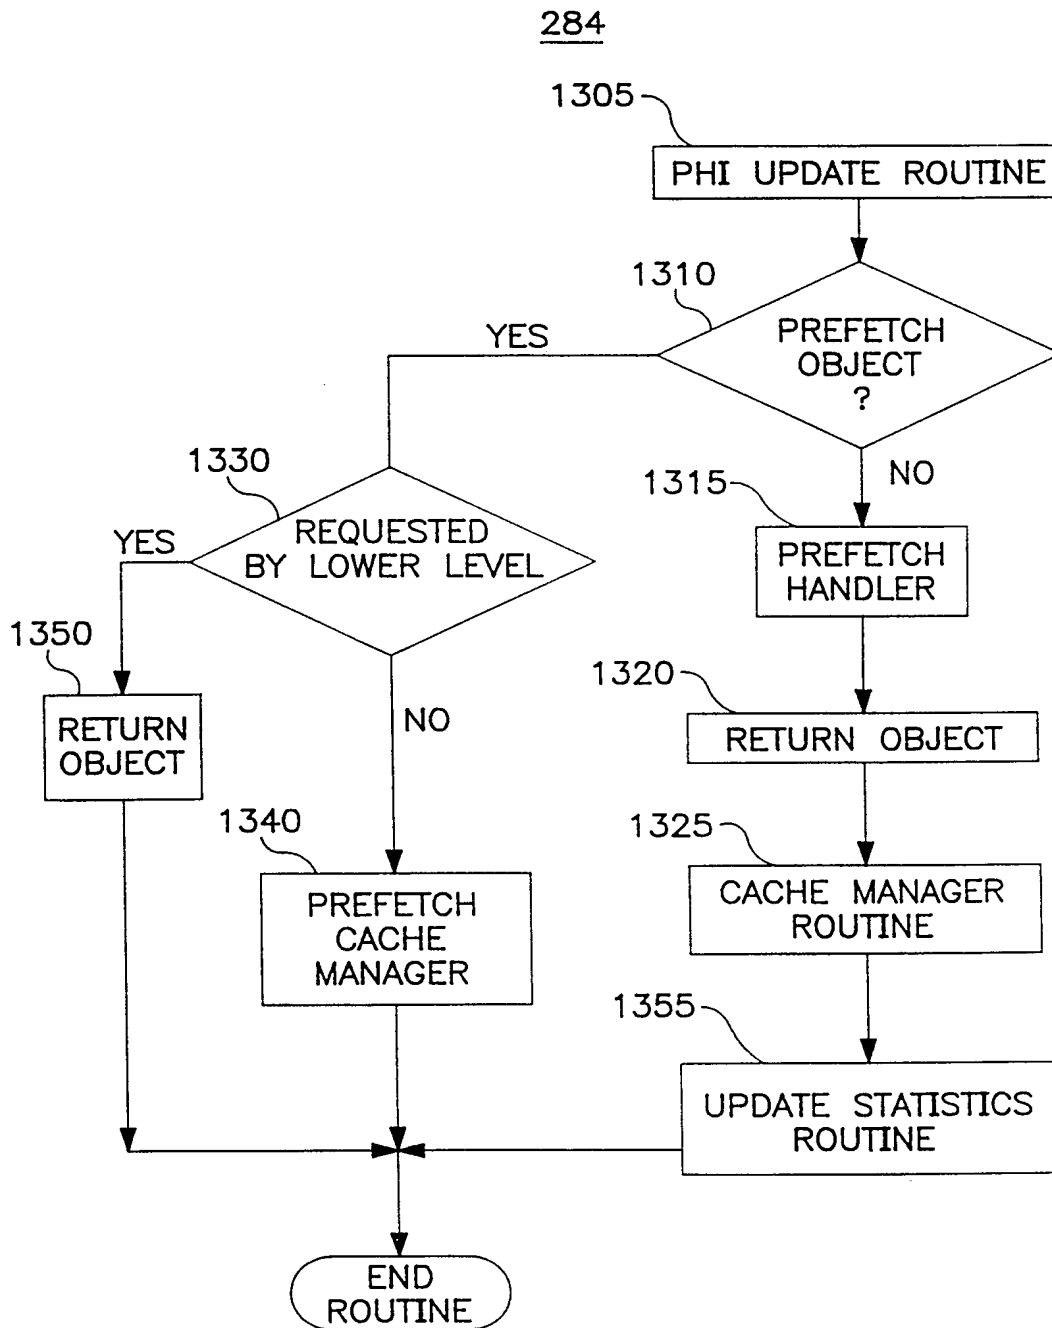 284
1305
PHI UPDATE ROUTINE
1310
PREFETCH
OBJECT
?
YES
NO
1330
REQUESTED
BY LOWER LEVEL
YES
NO
1315
PREFETCH
HANDLER
1350
RETURN
OBJECT
1320
RETURN OBJECT
1340
PREFETCH
CACHE
MANAGER
1325
CACHE MANAGER
ROUTINE
1355
UPDATE STATISTICS
ROUTINE
END
ROUTINE